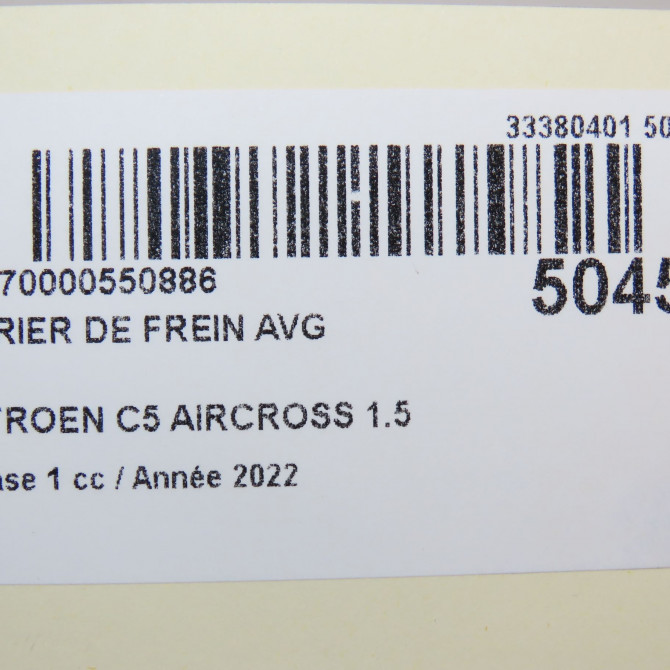 33380401 50
70000550886
5045
RIER DE FREIN AVG
TROEN C5 AIRCROSS 1.5
ase 1 cc / Année 2022